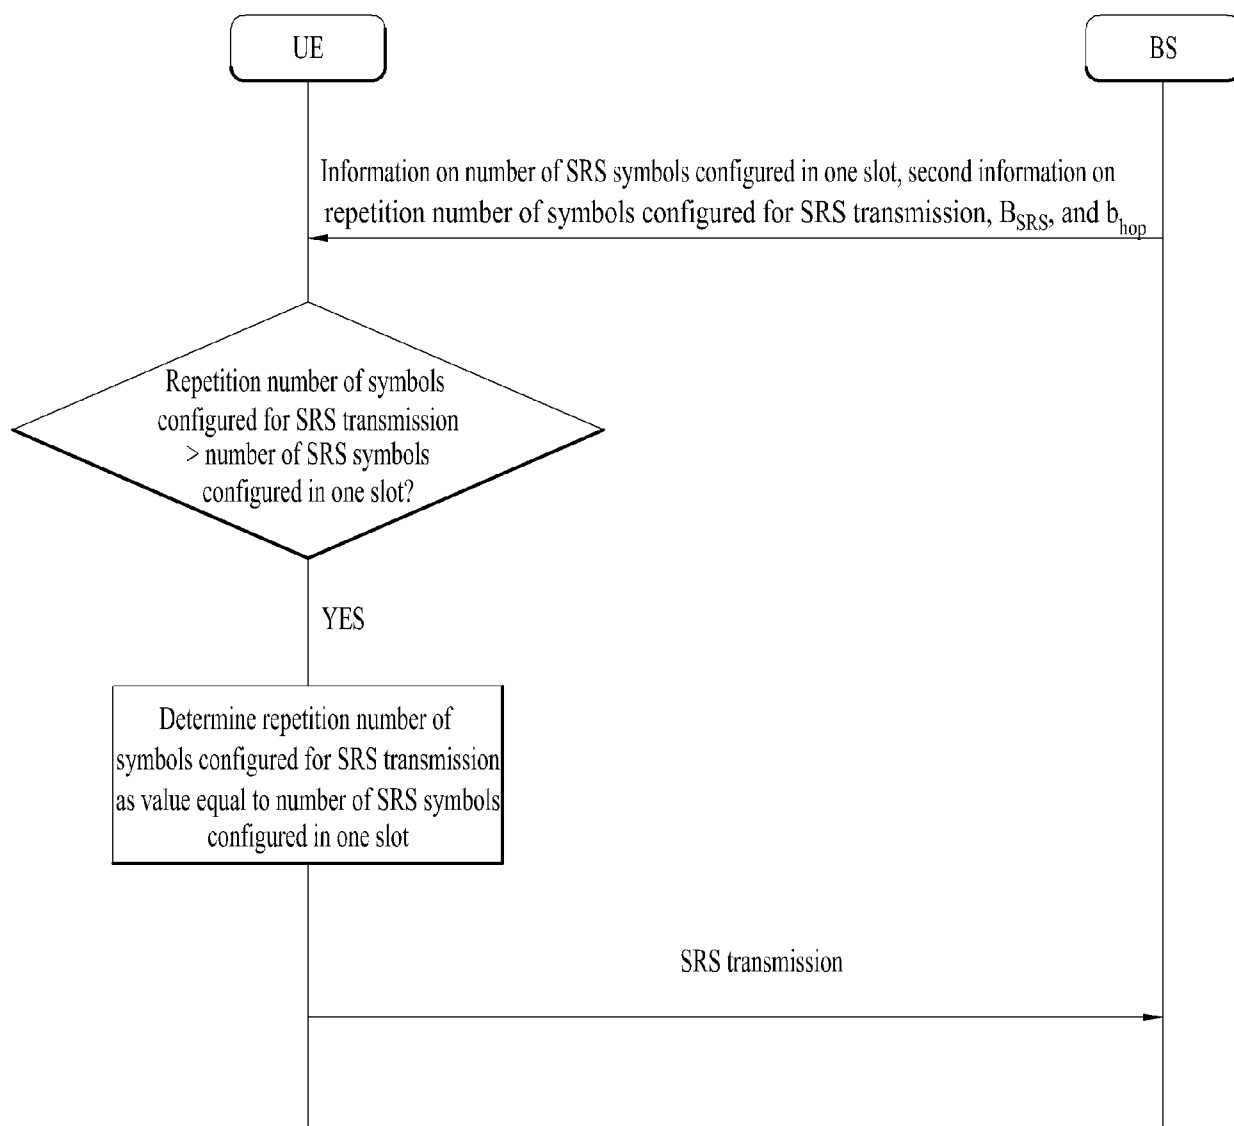 UE
BS
Information on number of SRS symbols configured in one slot, second information on
repetition number of symbols configured for SRS transmission, B_SRS, and b_hop
Repetition number of symbols
configured for SRS transmission
> number of SRS symbols
configured in one slot?
YES
Determine repetition number of
symbols configured for SRS transmission
as value equal to number of SRS symbols
configured in one slot
SRS transmission